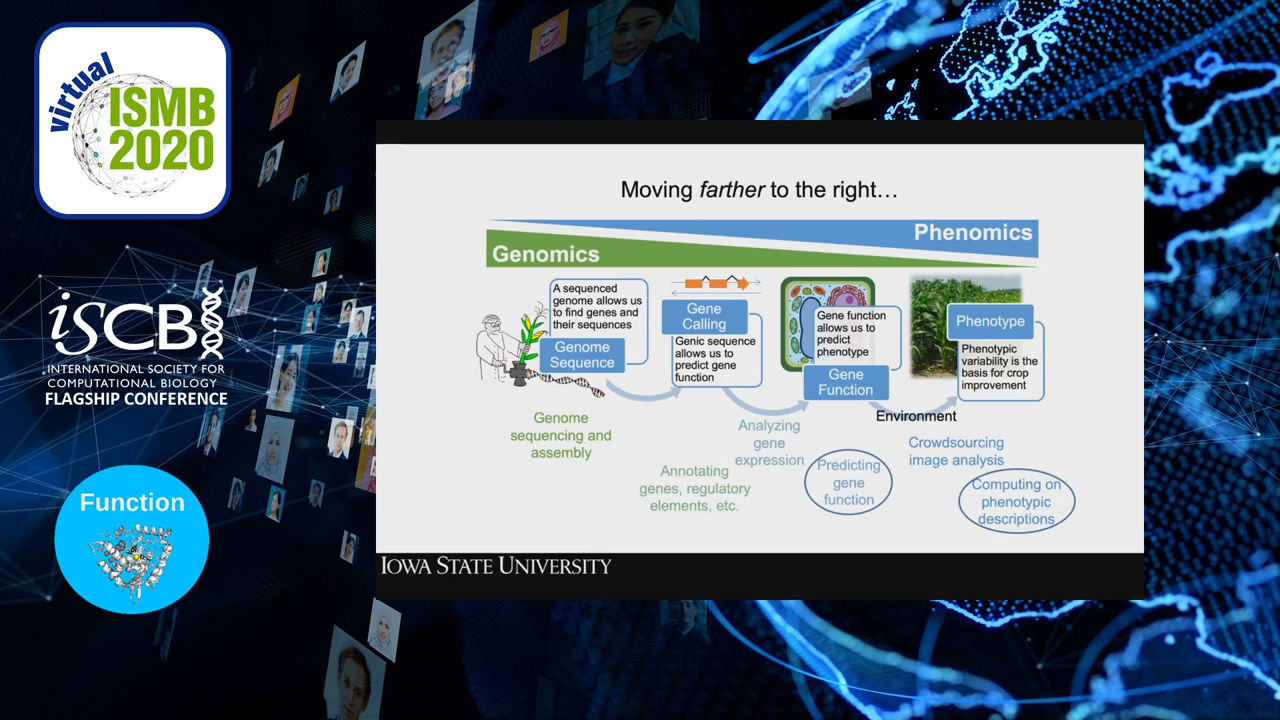 virtual
ISMB
2020
iSCB
INTERNATIONAL SOCIETY FOR
COMPUTATIONAL BIOLOGY
FLAGSHIP CONFERENCE
Function
Moving farther to the right…
Phenomics
Genomics
A sequenced
genome allows us
to find genes and
their sequences
Genome
Sequence
Gene
Calling
Genic sequence
allows us to
predict gene
function
Gene function
allows us to
predict
phenotype
Gene
Function
Phenotype
Phenotypic
variability is the
basis for crop
improvement
Environment
Genome
sequencing and
assembly
Annotating
genes, regulatory
elements, etc.
Analyzing
gene
expression
Predicting
gene
function
Crowdsourcing
image analysis
Computing on
phenotypic
descriptions
IOWA STATE UNIVERSITY